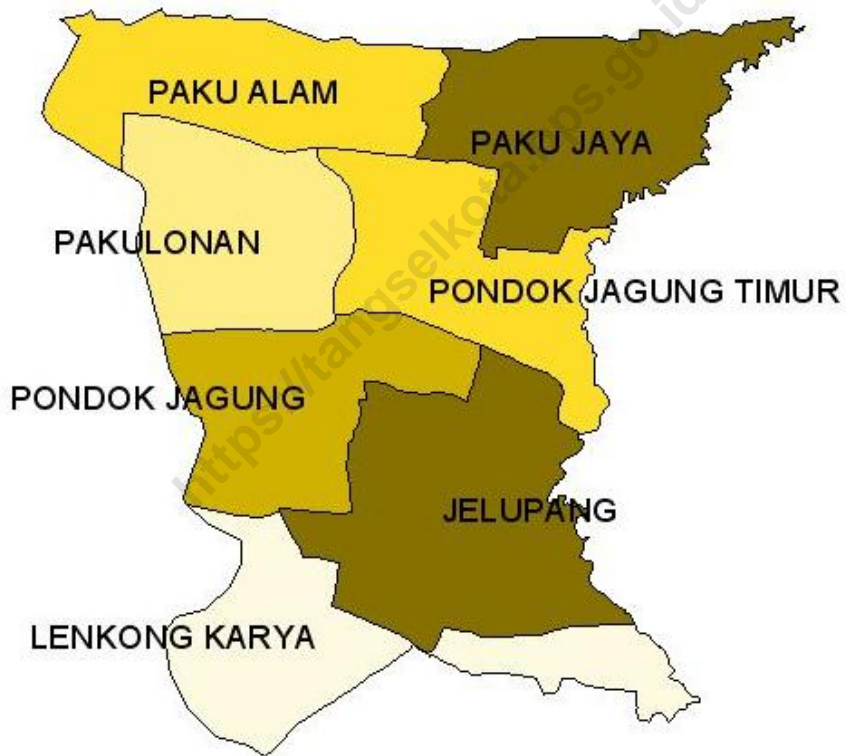 PAKU ALAM
PAKU JAYA
PAKULONAN
PONDOK JAGUNG TIMUR
PONDOK JAGUNG
JELUPANG
LENKONG KARYA
https://tangselkota.bps.go.id